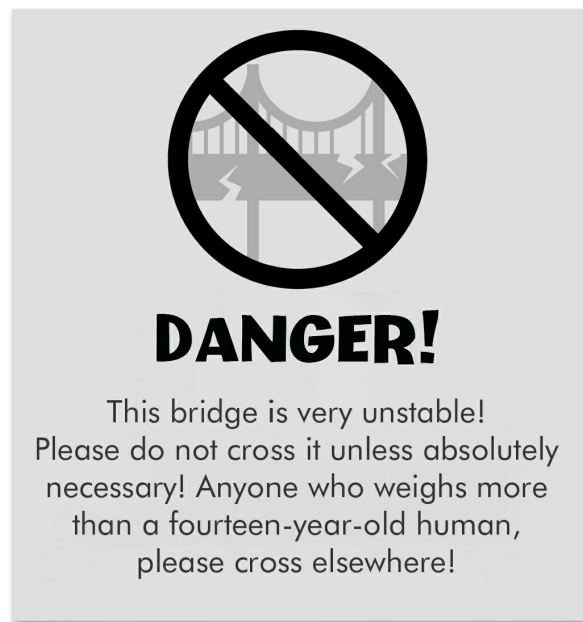 DANGER!
This bridge is very unstable!
Please do not cross it unless absolutely
necessary! Anyone who weighs more
than a fourteen-year-old human,
please cross elsewhere!